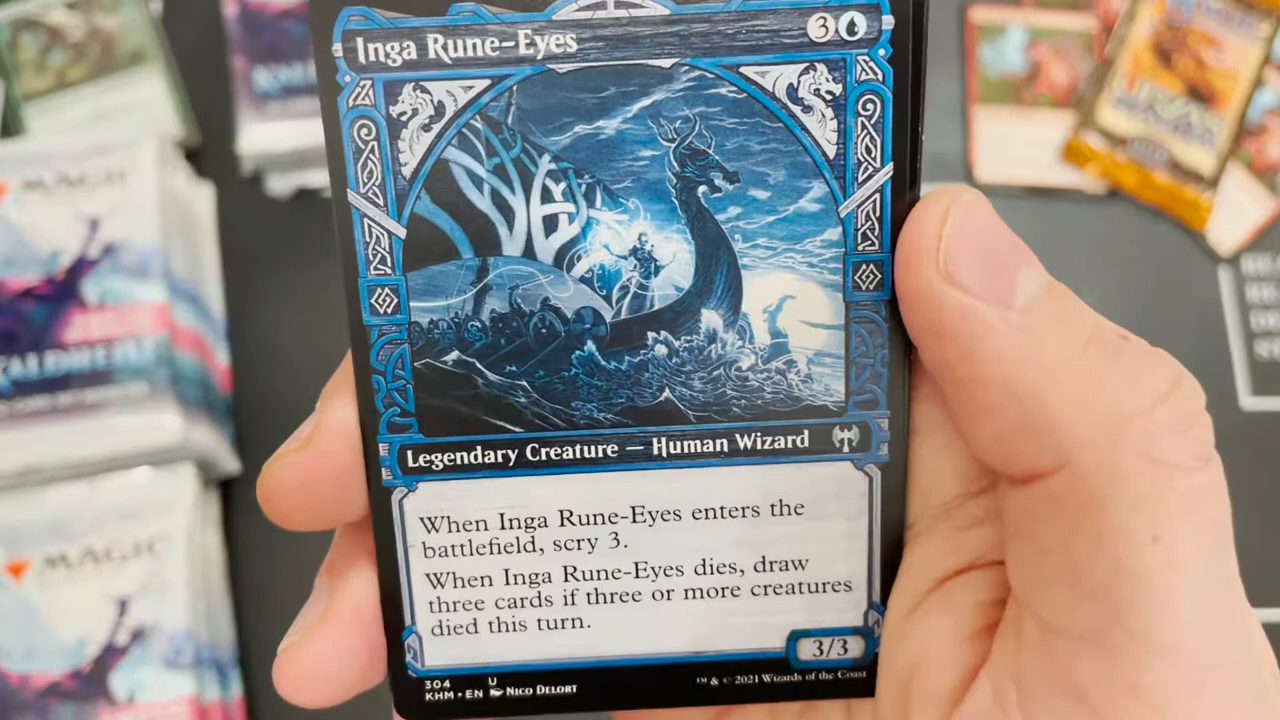 Inga Rune-Eyes
3
Legendary Creature — Human Wizard
When Inga Rune-Eyes enters the
battlefield, scry 3.
When Inga Rune-Eyes dies, draw
three cards if three or more creatures
died this turn.
3/3
304 U
KHM • EN Nico Delort
™ & © 2021 Wizards of the Coast
MAGIC
KALDHEIM
MAGIC